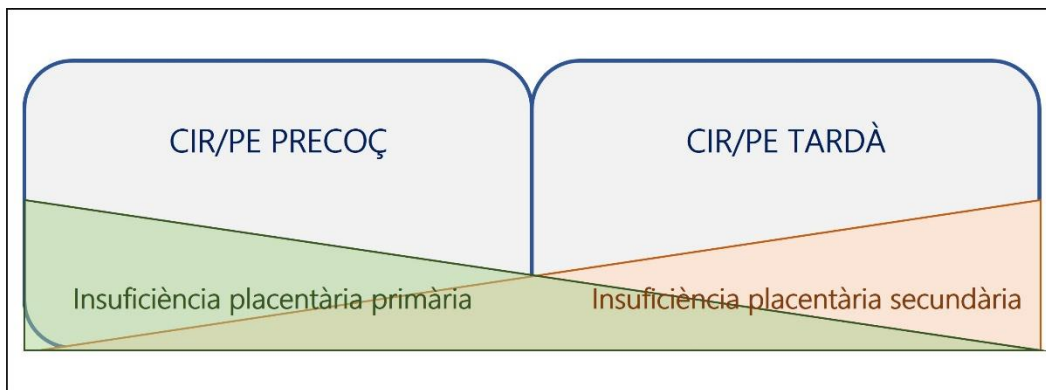 CIR/PE PRECOÇ
CIR/PE TARDÀ
Insuficiència placentària primària
Insuficiència placentària secundària